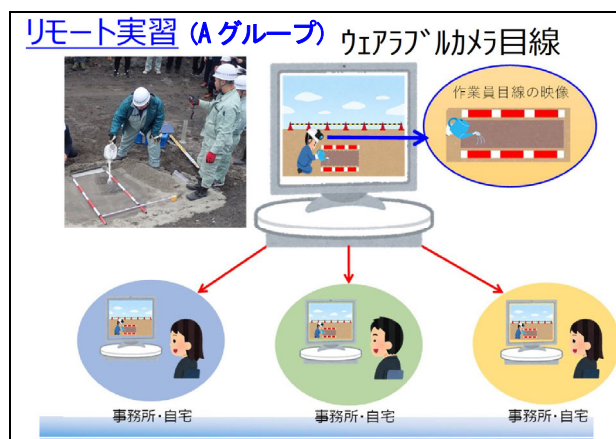 リモート実習 (Aグループ) ウェアラブルカメラ目線
作業員目線の映像
事務所・自宅 事務所・自宅 事務所・自宅